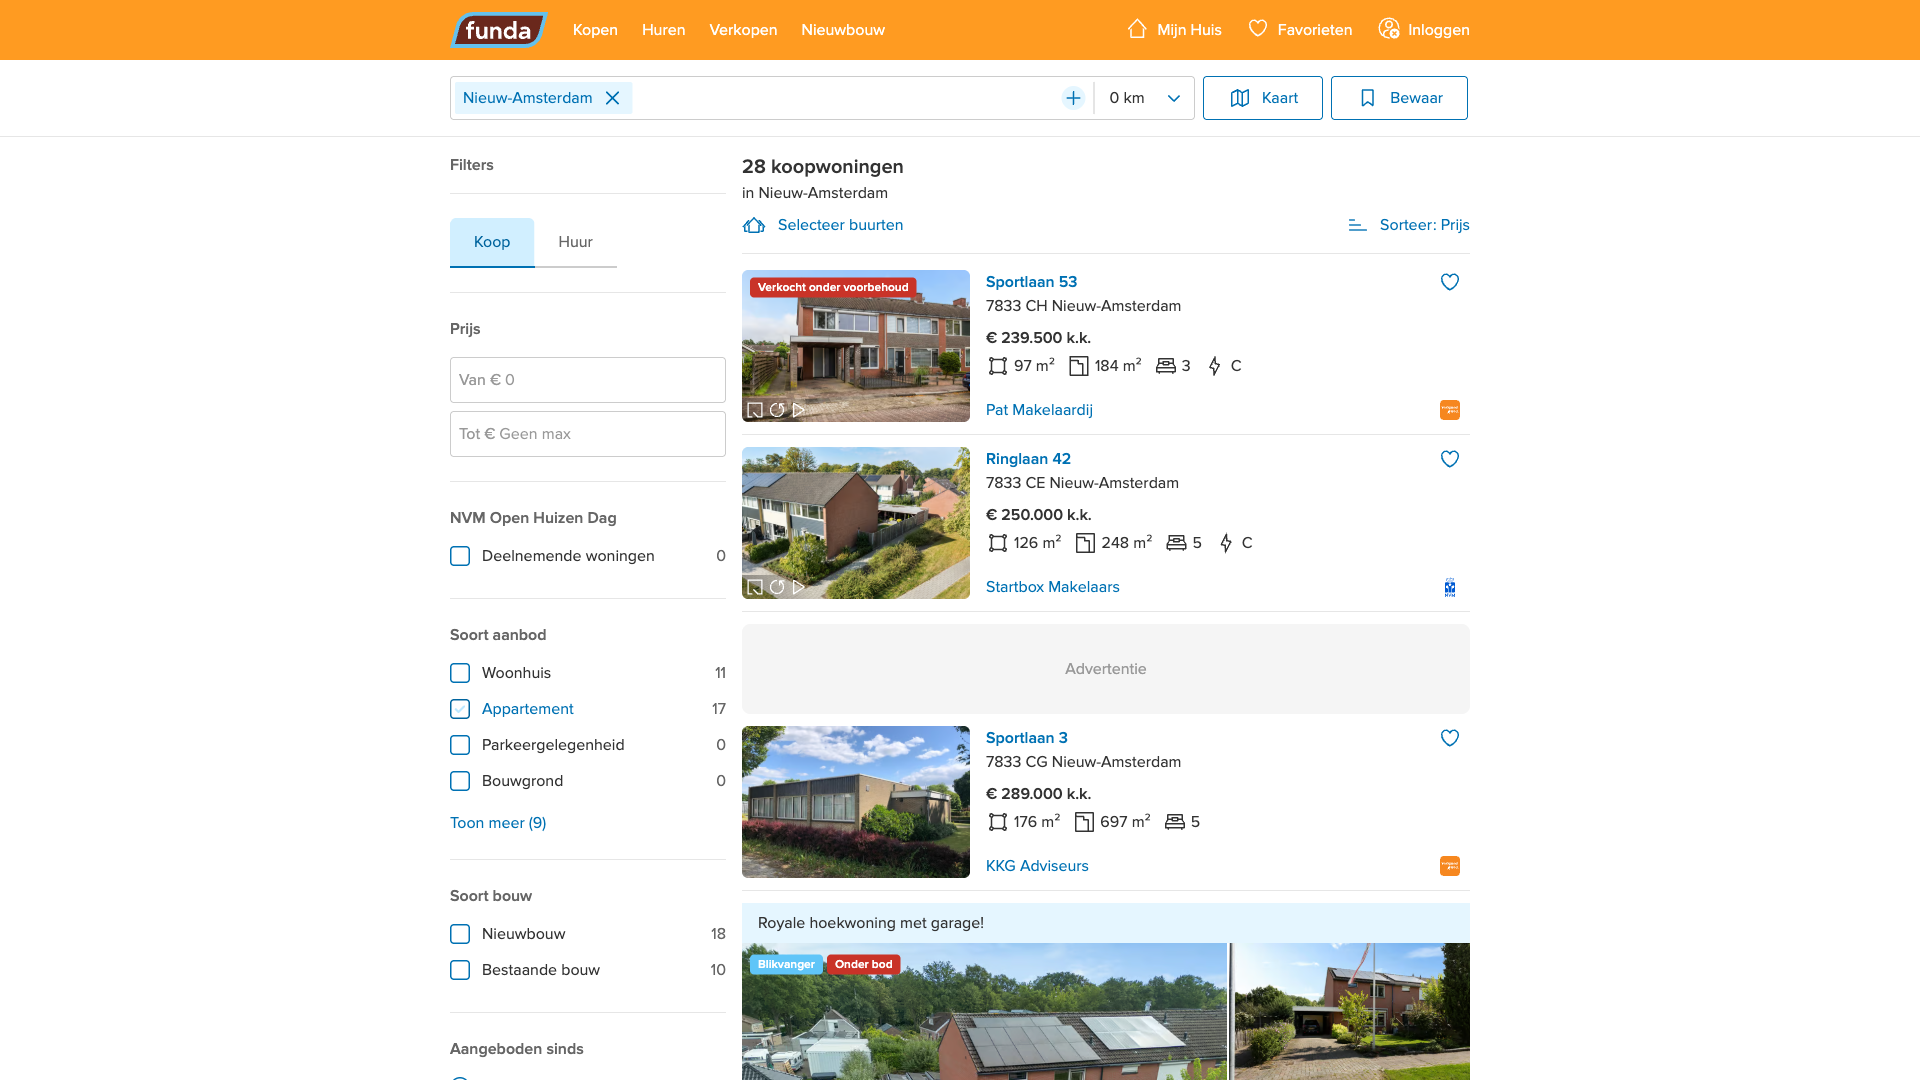 funda
Kopen
Huren
Verkopen
Nieuwbouw
Mijn Huis
Favorieten
Inloggen
Nieuw-Amsterdam
0 km
Kaart
Bewaar
Filters
Koop
Huur
Prijs
Van € 0
Tot € Geen max
NVM Open Huizen Dag
Deelnemende woningen 0
Soort aanbod
Woonhuis 11
Appartement 17
Parkeergelegenheid 0
Bouwgrond 0
Toon meer (9)
Soort bouw
Nieuwbouw 18
Bestaande bouw 10
Aangeboden sinds
28 koopwoningen
in Nieuw-Amsterdam
Selecteer buurten
Sorteer: Prijs
Verkocht onder voorbehoud
Sportlaan 53
7833 CH Nieuw-Amsterdam
€ 239.500 k.k.
97 m² 184 m² 3 C
Pat Makelaardij
Ringlaan 42
7833 CE Nieuw-Amsterdam
€ 250.000 k.k.
126 m² 248 m² 5 C
Startbox Makelaars
Advertentie
Sportlaan 3
7833 CG Nieuw-Amsterdam
€ 289.000 k.k.
176 m² 697 m² 5
KKG Adviseurs
Royale hoekwoning met garage!
Blikvanger
Onder bod